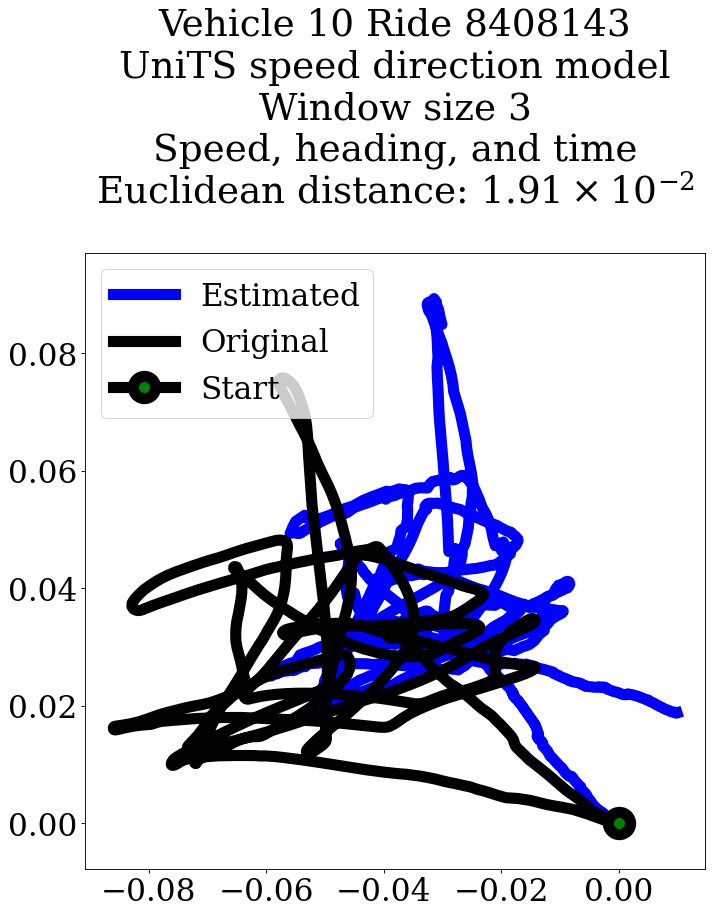 Vehicle 10 Ride 8408143
UniTS speed direction model
Window size 3
Speed, heading, and time
Euclidean distance: 1.91 × 10⁻²
Estimated
Original
Start
0.08
0.06
0.04
0.02
0.00
−0.08 −0.06 −0.04 −0.02 0.00